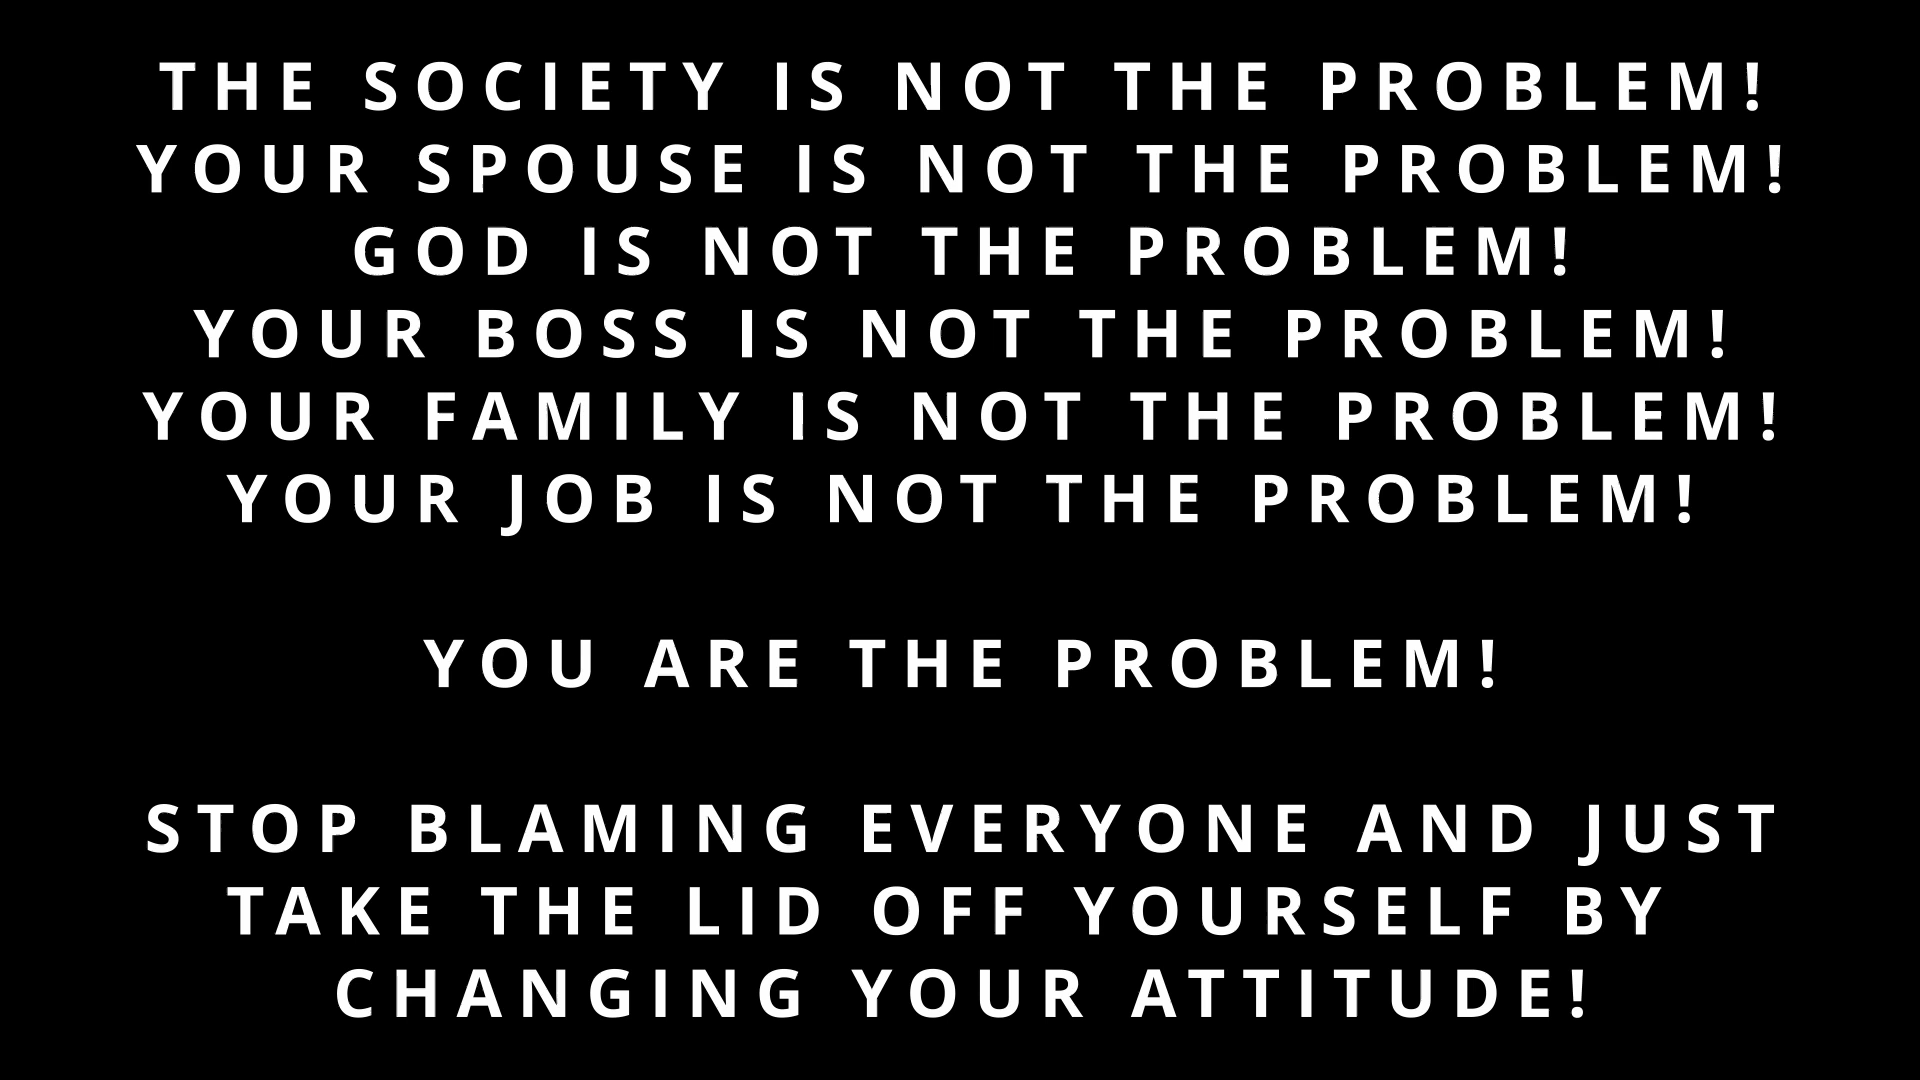 THE SOCIETY IS NOT THE PROBLEM!
YOUR SPOUSE IS NOT THE PROBLEM!
GOD IS NOT THE PROBLEM!
YOUR BOSS IS NOT THE PROBLEM!
YOUR FAMILY IS NOT THE PROBLEM!
YOUR JOB IS NOT THE PROBLEM!
YOU ARE THE PROBLEM!
STOP BLAMING EVERYONE AND JUST
TAKE THE LID OFF YOURSELF BY
CHANGING YOUR ATTITUDE!